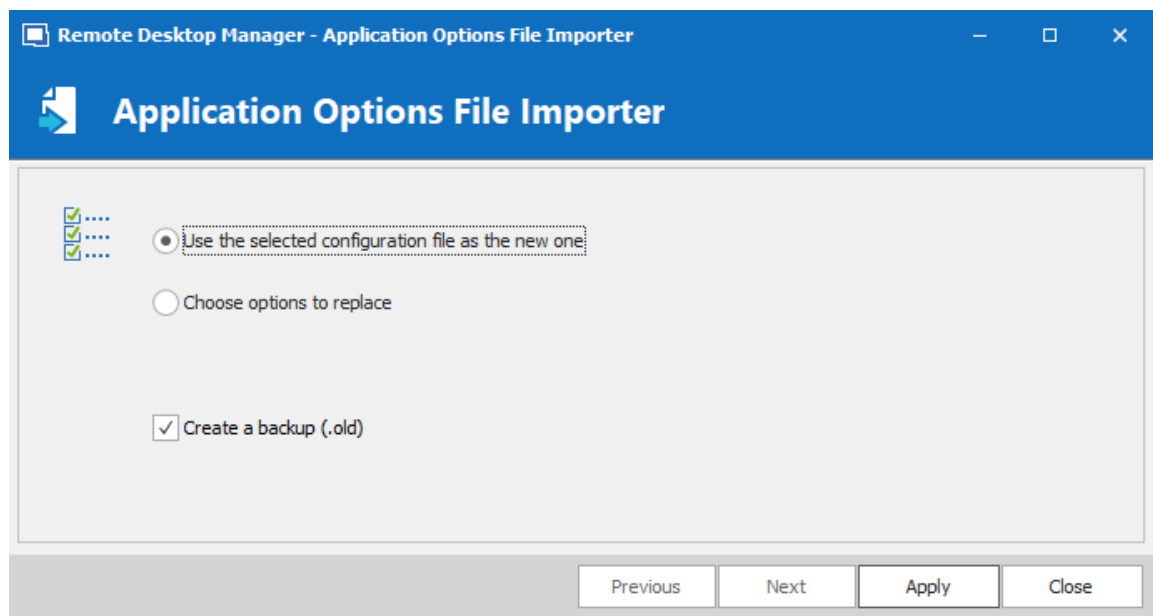 Remote Desktop Manager - Application Options File Importer
Application Options File Importer
Use the selected configuration file as the new one
Choose options to replace
Create a backup (.old)
Previous Next Apply Close